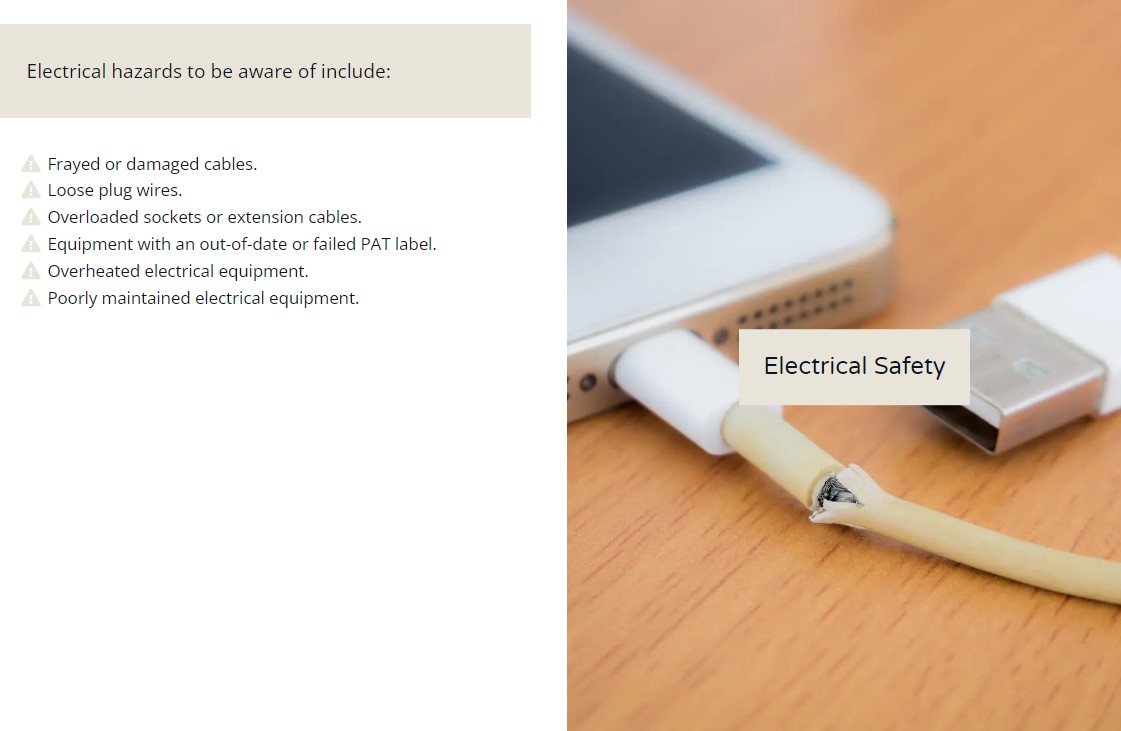 Electrical hazards to be aware of include:
Frayed or damaged cables.
Loose plug wires.
Overloaded sockets or extension cables.
Equipment with an out-of-date or failed PAT label.
Overheated electrical equipment.
Poorly maintained electrical equipment.
Electrical Safety